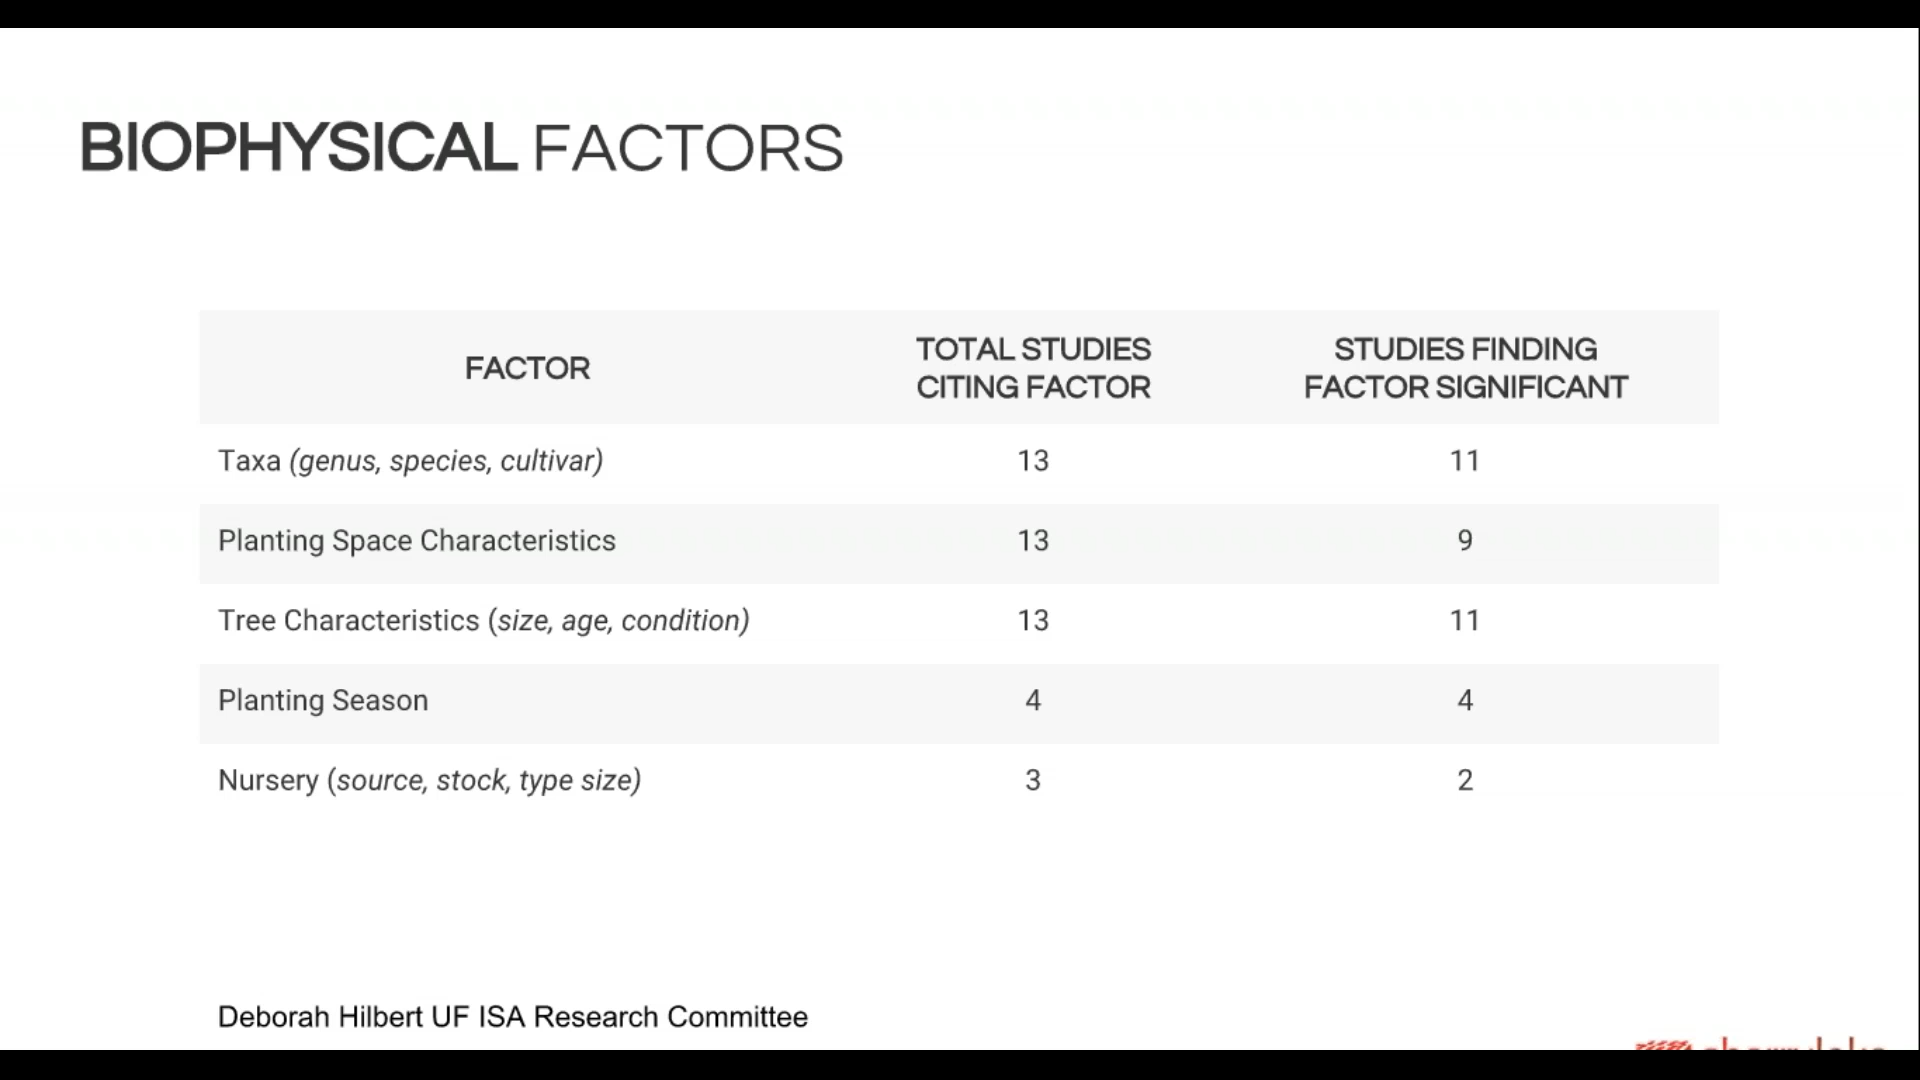 BIOPHYSICAL FACTORS
FACTOR
TOTAL STUDIES
CITING FACTOR
STUDIES FINDING
FACTOR SIGNIFICANT
Taxa (genus, species, cultivar) 13 11
Planting Space Characteristics 13 9
Tree Characteristics (size, age, condition) 13 11
Planting Season 4 4
Nursery (source, stock, type size) 3 2
Deborah Hilbert UF ISA Research Committee